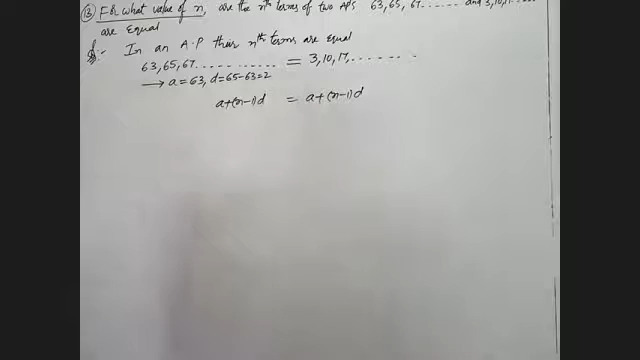 (13) For what value of n, are the nth terms of two APs 63, 65, 67....... and 3,10,17.....
are Equal
Sol:- In an A.P their nth terms are equal
63,65,67............. = 3,10,17,..........
→ a=63, d=65-63=2
a+(n-1)d = a+(n-1)d